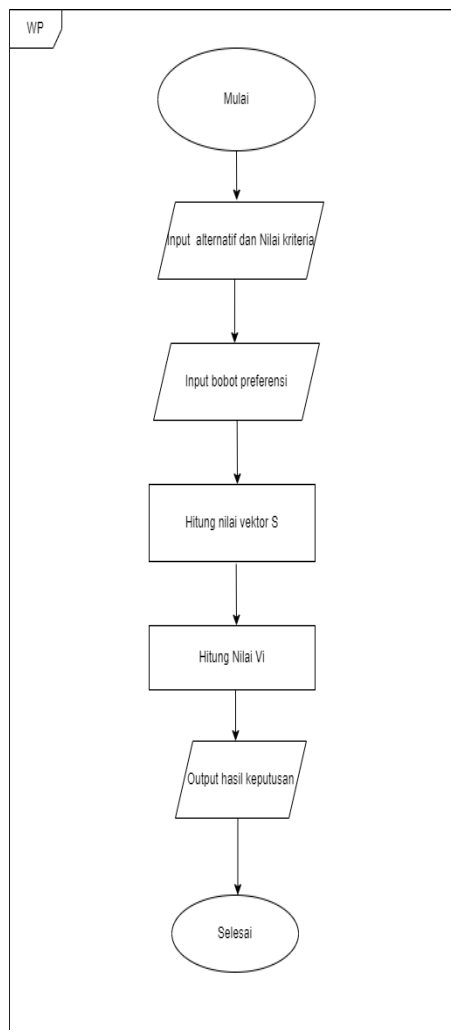 WP
Mulai
Input alternatif dan Nilai kriteria
Input bobot preferensi
Hitung nilai vektor S
Hitung Nilai Vi
Output hasil keputusan
Selesai